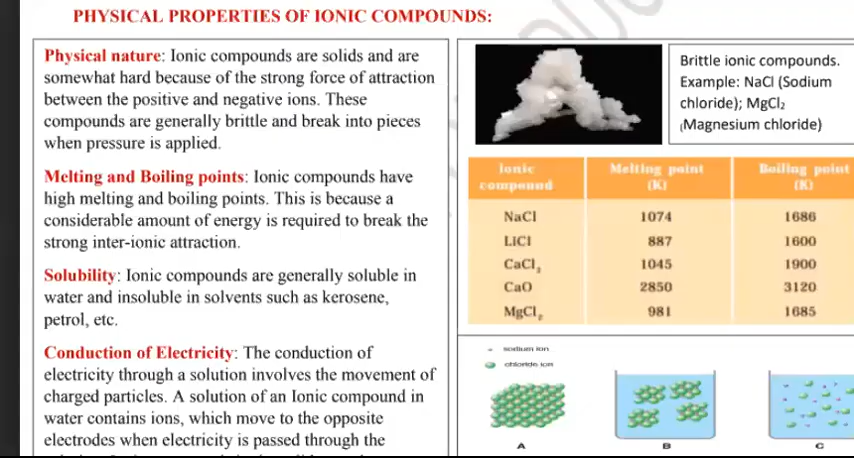 PHYSICAL PROPERTIES OF IONIC COMPOUNDS:
Physical nature: Ionic compounds are solids and are
somewhat hard because of the strong force of attraction
between the positive and negative ions. These
compounds are generally brittle and break into pieces
when pressure is applied.
Melting and Boiling points: Ionic compounds have
high melting and boiling points. This is because a
considerable amount of energy is required to break the
strong inter-ionic attraction.
Solubility: Ionic compounds are generally soluble in
water and insoluble in solvents such as kerosene,
petrol, etc.
Conduction of Electricity: The conduction of
electricity through a solution involves the movement of
charged particles. A solution of an Ionic compound in
water contains ions, which move to the opposite
electrodes when electricity is passed through the
Brittle ionic compounds.
Example: NaCl (Sodium
chloride); MgCl₂
(Magnesium chloride)
Ionic compound Melting point (K) Boiling point (K)
NaCl 1074 1686
LiCl 887 1600
CaCl₂ 1045 1900
CaO 2850 3120
MgCl₂ 981 1685
sodium ion
chloride ion
A B C